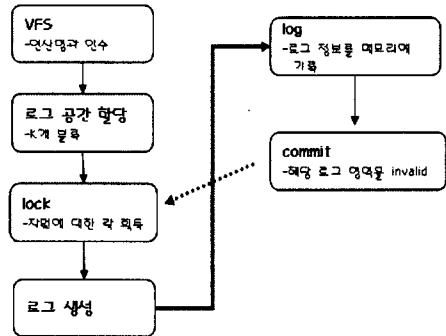 VFS
-연산명과 인수
로그 공간 할당
-K개 블록
lock
-자원에 대한 각 획득
로그 생성
log
-로그 정보를 메모리에
기록
commit
-해당 로그 영역을 invalid